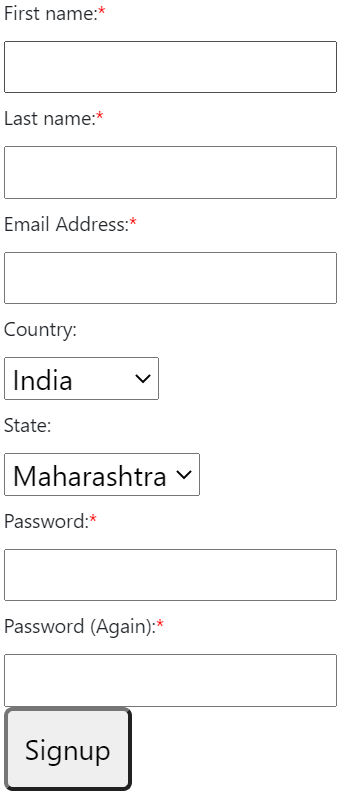 First name:*
Last name:*
Email Address:*
Country:
India
State:
Maharashtra
Password:*
Password (Again):*
Signup